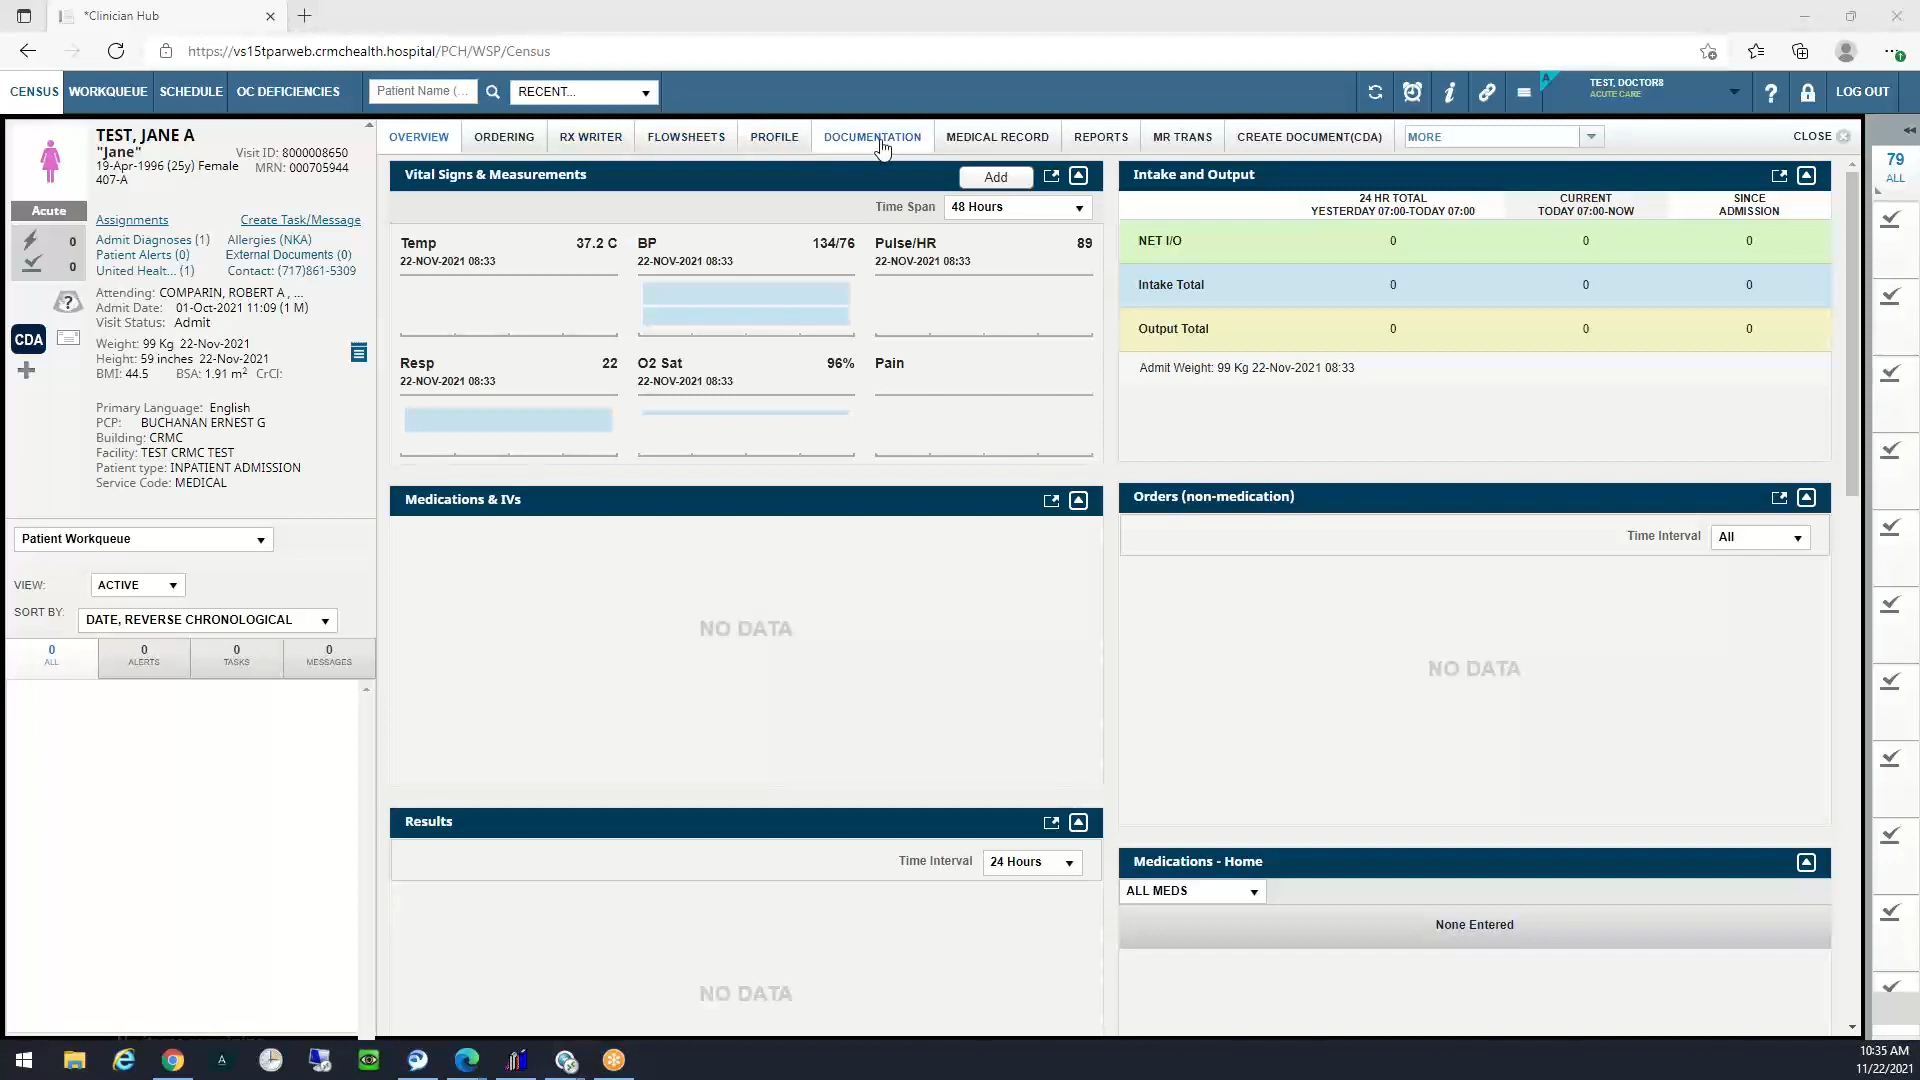 *Clinician Hub
https://vs15tparweb.crmchealth.hospital/PCH/WSP/Census
CENSUS WORKQUEUE SCHEDULE OC DEFICIENCIES Patient Name (... RECENT... A TEST, DOCTOR8 ? LOG OUT
ACUTE CARE
TEST, JANE A
"Jane" Visit ID: 8000008650
19-Apr-1996 (25y) Female MRN: 000705944
407-A
Acute
Assignments Create Task/Message
0 Admit Diagnoses (1) Allergies (NKA)
Patient Alerts (0) External Documents (0)
0 United Healt... (1) Contact: (717)861-5309
Attending: COMPARIN, ROBERT A , ...
? Admit Date: 01-Oct-2021 11:09 (1 M)
Visit Status: Admit
CDA Weight: 99 Kg 22-Nov-2021
Height: 59 inches 22-Nov-2021
BMI: 44.5 BSA: 1.91 m² CrCl:
Primary Language: English
PCP: BUCHANAN ERNEST G
Building: CRMC
Facility: TEST CRMC TEST
Patient type: INPATIENT ADMISSION
Service Code: MEDICAL
Patient Workqueue
VIEW: ACTIVE
SORT BY: DATE, REVERSE CHRONOLOGICAL
0 0 0 0
ALL ALERTS TASKS MESSAGES
OVERVIEW ORDERING RX WRITER FLOWSHEETS PROFILE DOCUMENTATION MEDICAL RECORD REPORTS MR TRANS CREATE DOCUMENT(CDA) MORE CLOSE
Vital Signs & Measurements Add
Time Span 48 Hours
Temp 37.2 C BP 134/76 Pulse/HR 89
22-NOV-2021 08:33 22-NOV-2021 08:33 22-NOV-2021 08:33
Resp 22 O2 Sat 96% Pain
22-NOV-2021 08:33 22-NOV-2021 08:33
Medications & IVs
NO DATA
Results
Time Interval 24 Hours
NO DATA
Intake and Output
24 HR TOTAL CURRENT SINCE
YESTERDAY 07:00-TODAY 07:00 TODAY 07:00-NOW ADMISSION
NET I/O 0 0 0
Intake Total 0 0 0
Output Total 0 0 0
Admit Weight: 99 Kg 22-Nov-2021 08:33
Orders (non-medication)
Time Interval All
NO DATA
Medications - Home
ALL MEDS
None Entered
79
ALL
10:35 AM
11/22/2021